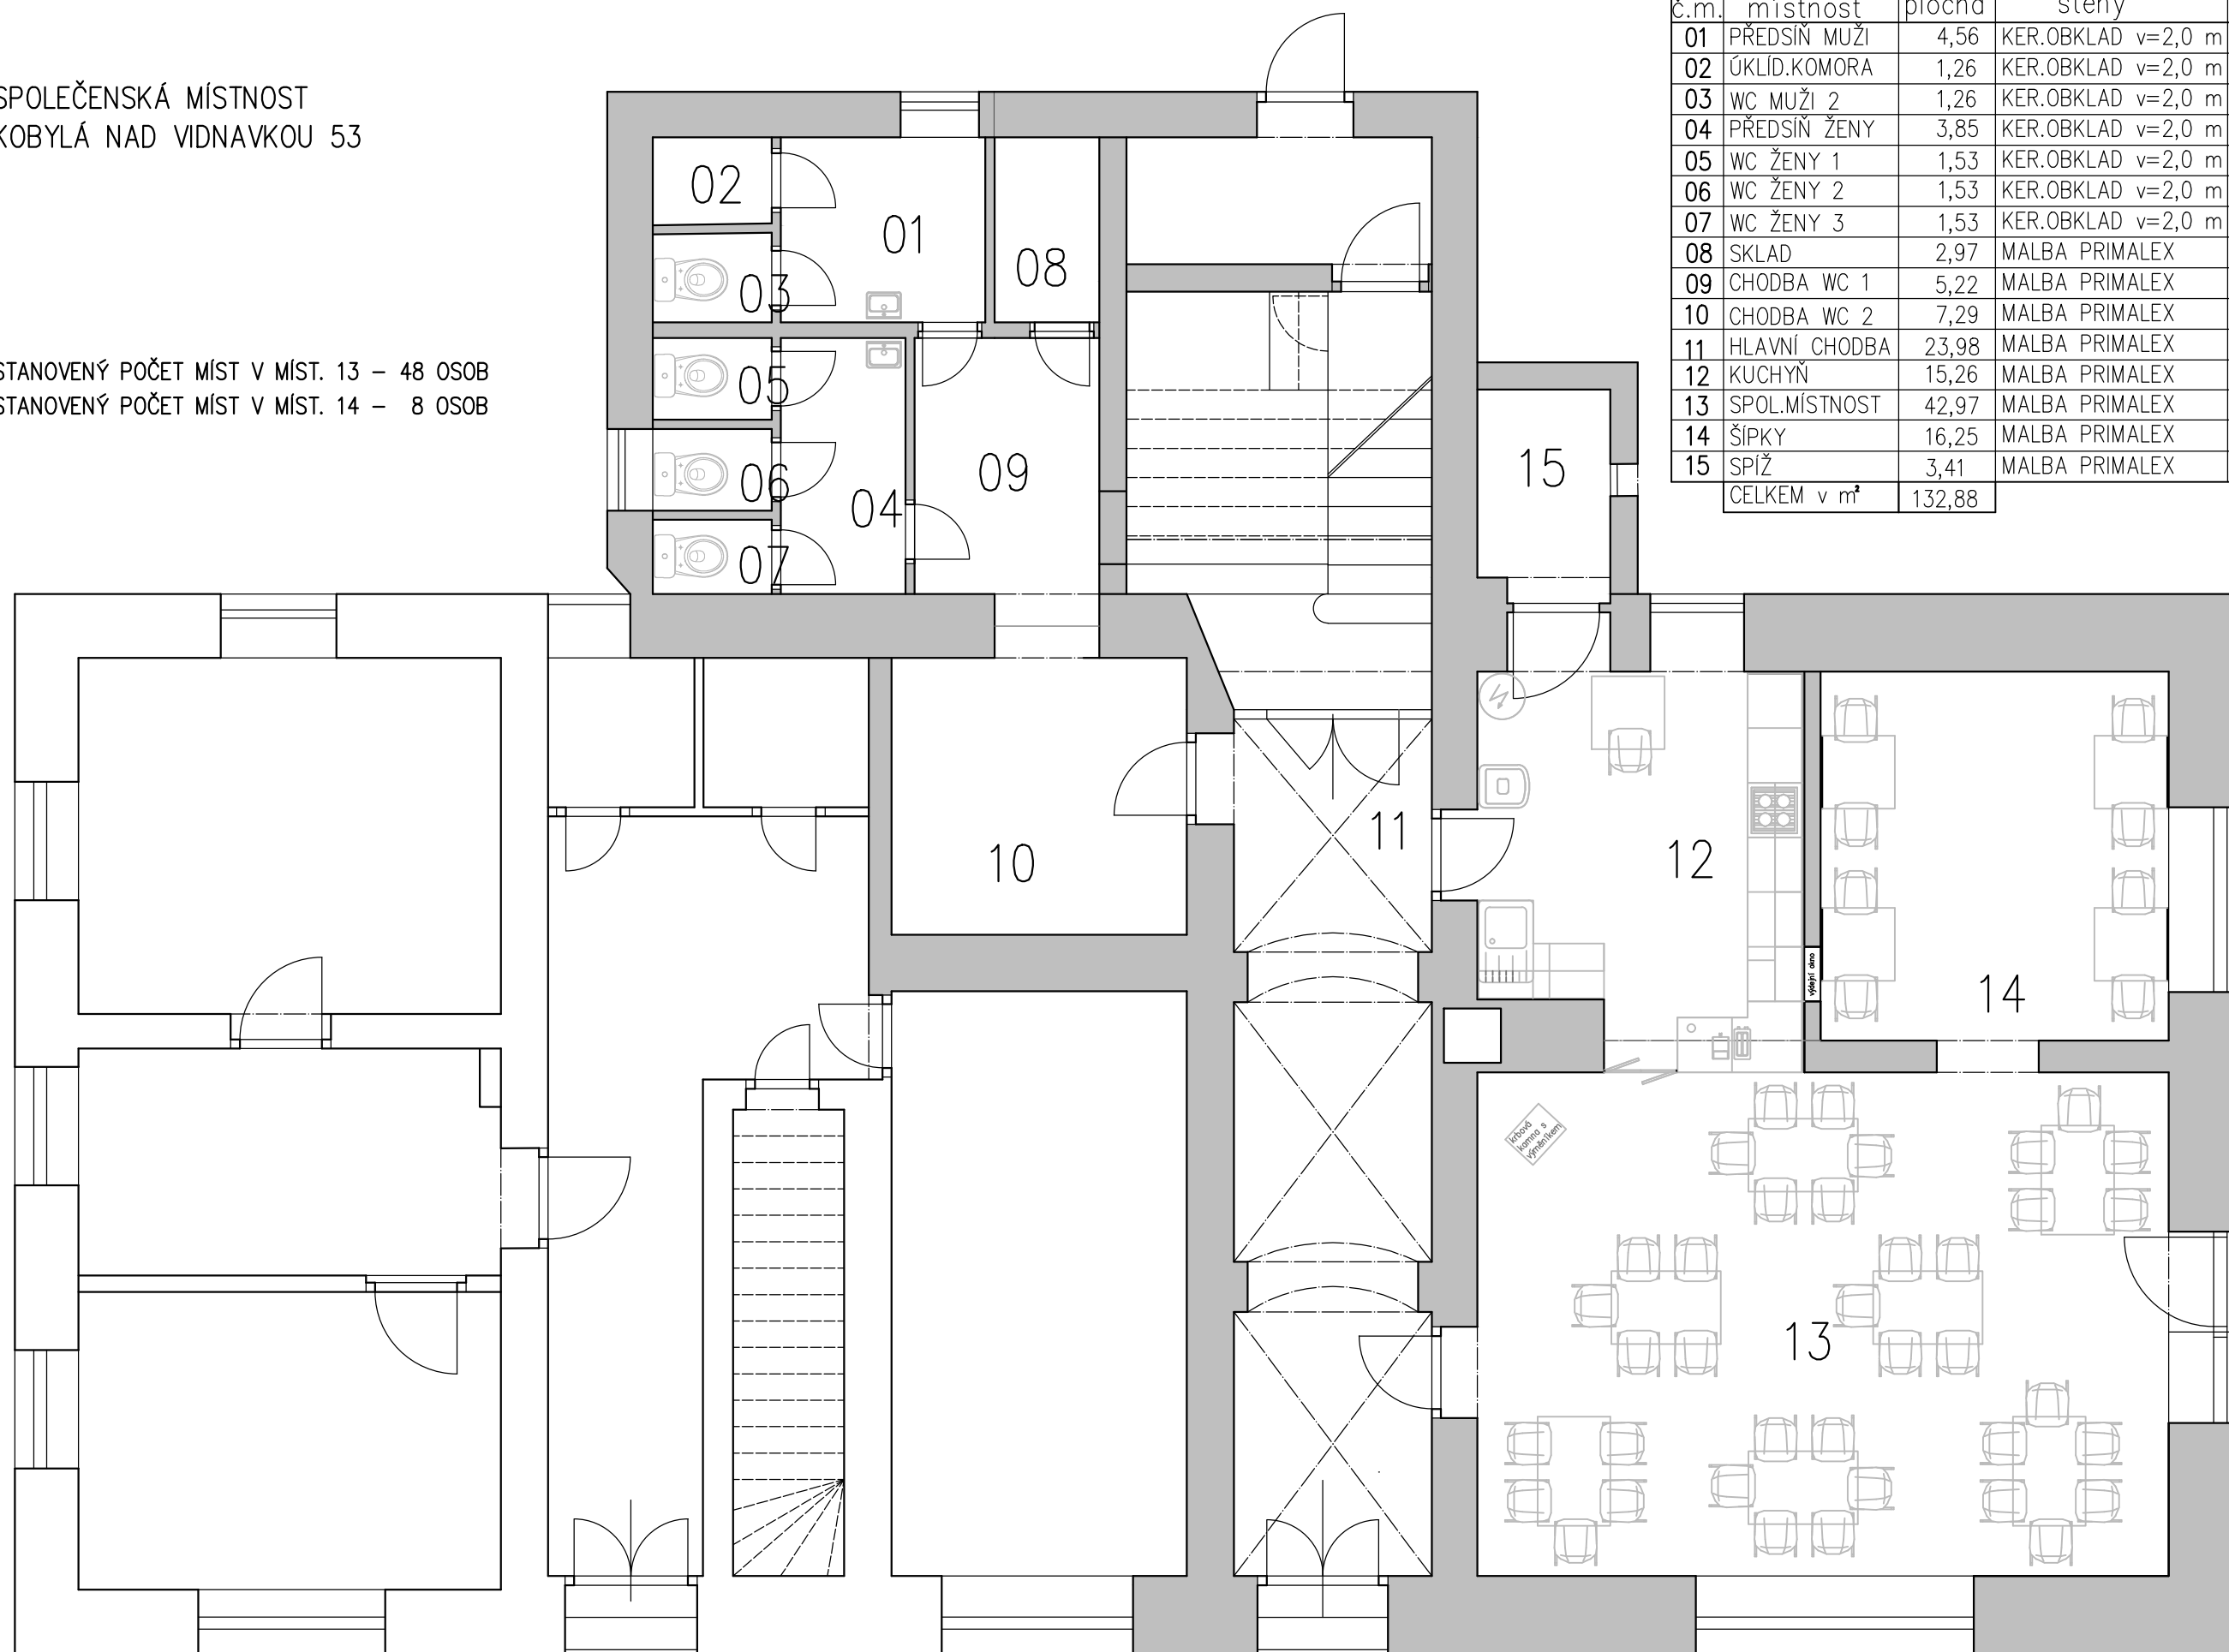 SPOLEČENSKÁ MÍSTNOST
KOBYLÁ NAD VIDNAVKOU 53
STANOVENÝ POČET MÍST V MÍST. 13 – 48 OSOB
STANOVENÝ POČET MÍST V MÍST. 14 – 8 OSOB
č.m. místnost plocha stěny
01 PŘEDSÍŇ MUŽI 4,56 KER.OBKLAD v=2,0 m
02 ÚKLÍD.KOMORA 1,26 KER.OBKLAD v=2,0 m
03 WC MUŽI 2 1,26 KER.OBKLAD v=2,0 m
04 PŘEDSÍŇ ŽENY 3,85 KER.OBKLAD v=2,0 m
05 WC ŽENY 1 1,53 KER.OBKLAD v=2,0 m
06 WC ŽENY 2 1,53 KER.OBKLAD v=2,0 m
07 WC ŽENY 3 1,53 KER.OBKLAD v=2,0 m
08 SKLAD 2,97 MALBA PRIMALEX
09 CHODBA WC 1 5,22 MALBA PRIMALEX
10 CHODBA WC 2 7,29 MALBA PRIMALEX
11 HLAVNÍ CHODBA 23,98 MALBA PRIMALEX
12 KUCHYŇ 15,26 MALBA PRIMALEX
13 SPOL.MÍSTNOST 42,97 MALBA PRIMALEX
14 ŠÍPKY 16,25 MALBA PRIMALEX
15 SPÍŽ 3,41 MALBA PRIMALEX
CELKEM v m² 132,88
02
01
08
03
05
06
09
04
07
15
11
12
10
14
výdejní okno
krbová
kamna s
výměníkem
13